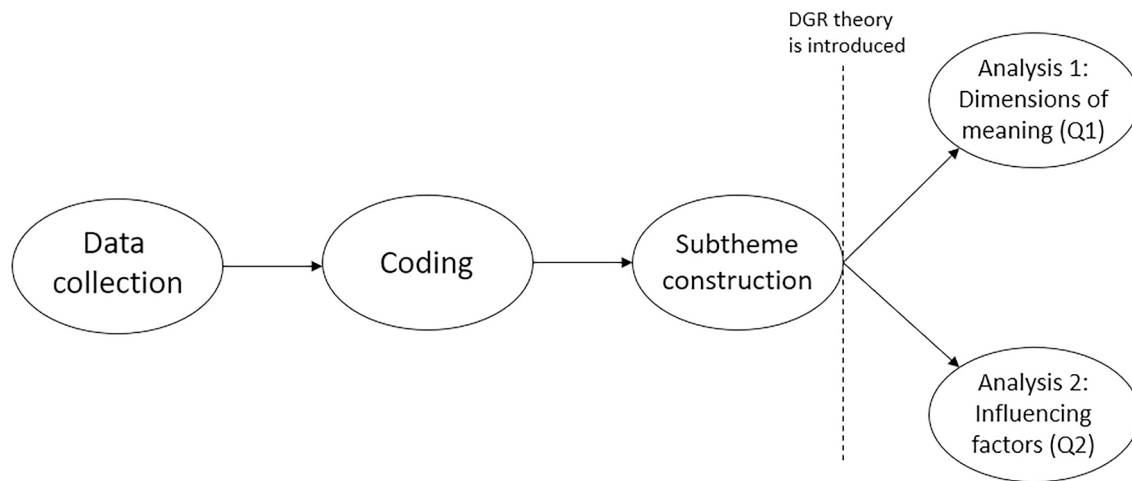 DGR theory
is introduced
Data
collection
Coding
Subtheme
construction
Analysis 1:
Dimensions of
meaning (Q1)
Analysis 2:
Influencing
factors (Q2)